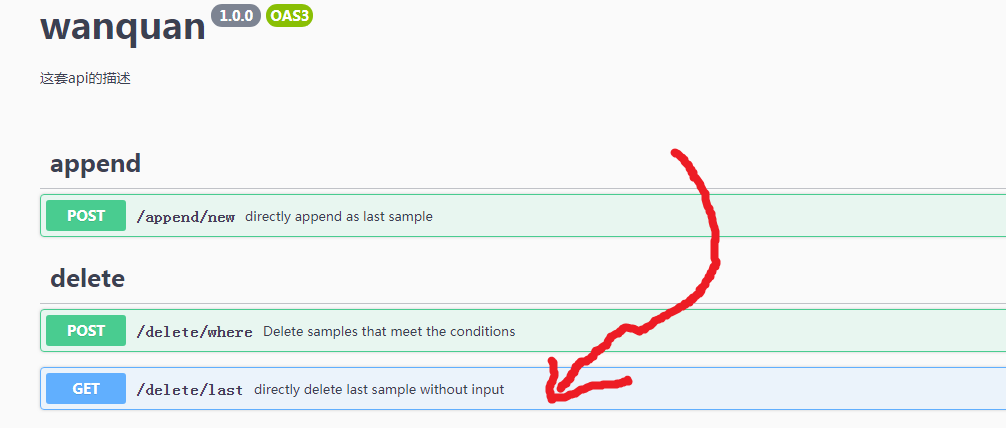 wanquan 1.0.0 OAS3
这套api的描述
append
POST /append/new directly append as last sample
delete
POST /delete/where Delete samples that meet the conditions
GET /delete/last directly delete last sample without input